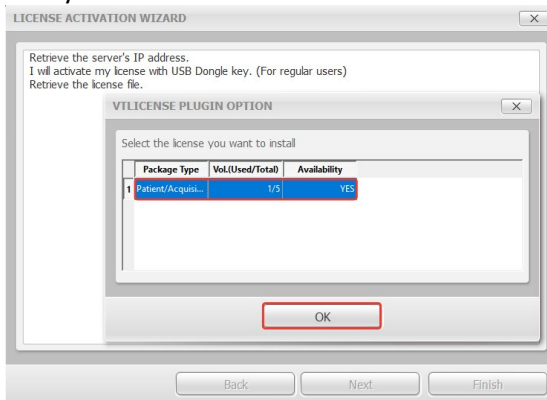 LICENSE ACTIVATION WIZARD
Retrieve the server's IP address.
I will activate my license with USB Dongle key. (For regular users)
Retrieve the license file.
VTLICENSE PLUGIN OPTION
Select the license you want to install
Package Type Vol.(Used/Total) Availability
1 Patient/Acquisi... 1/5 YES
OK
Back Next Finish